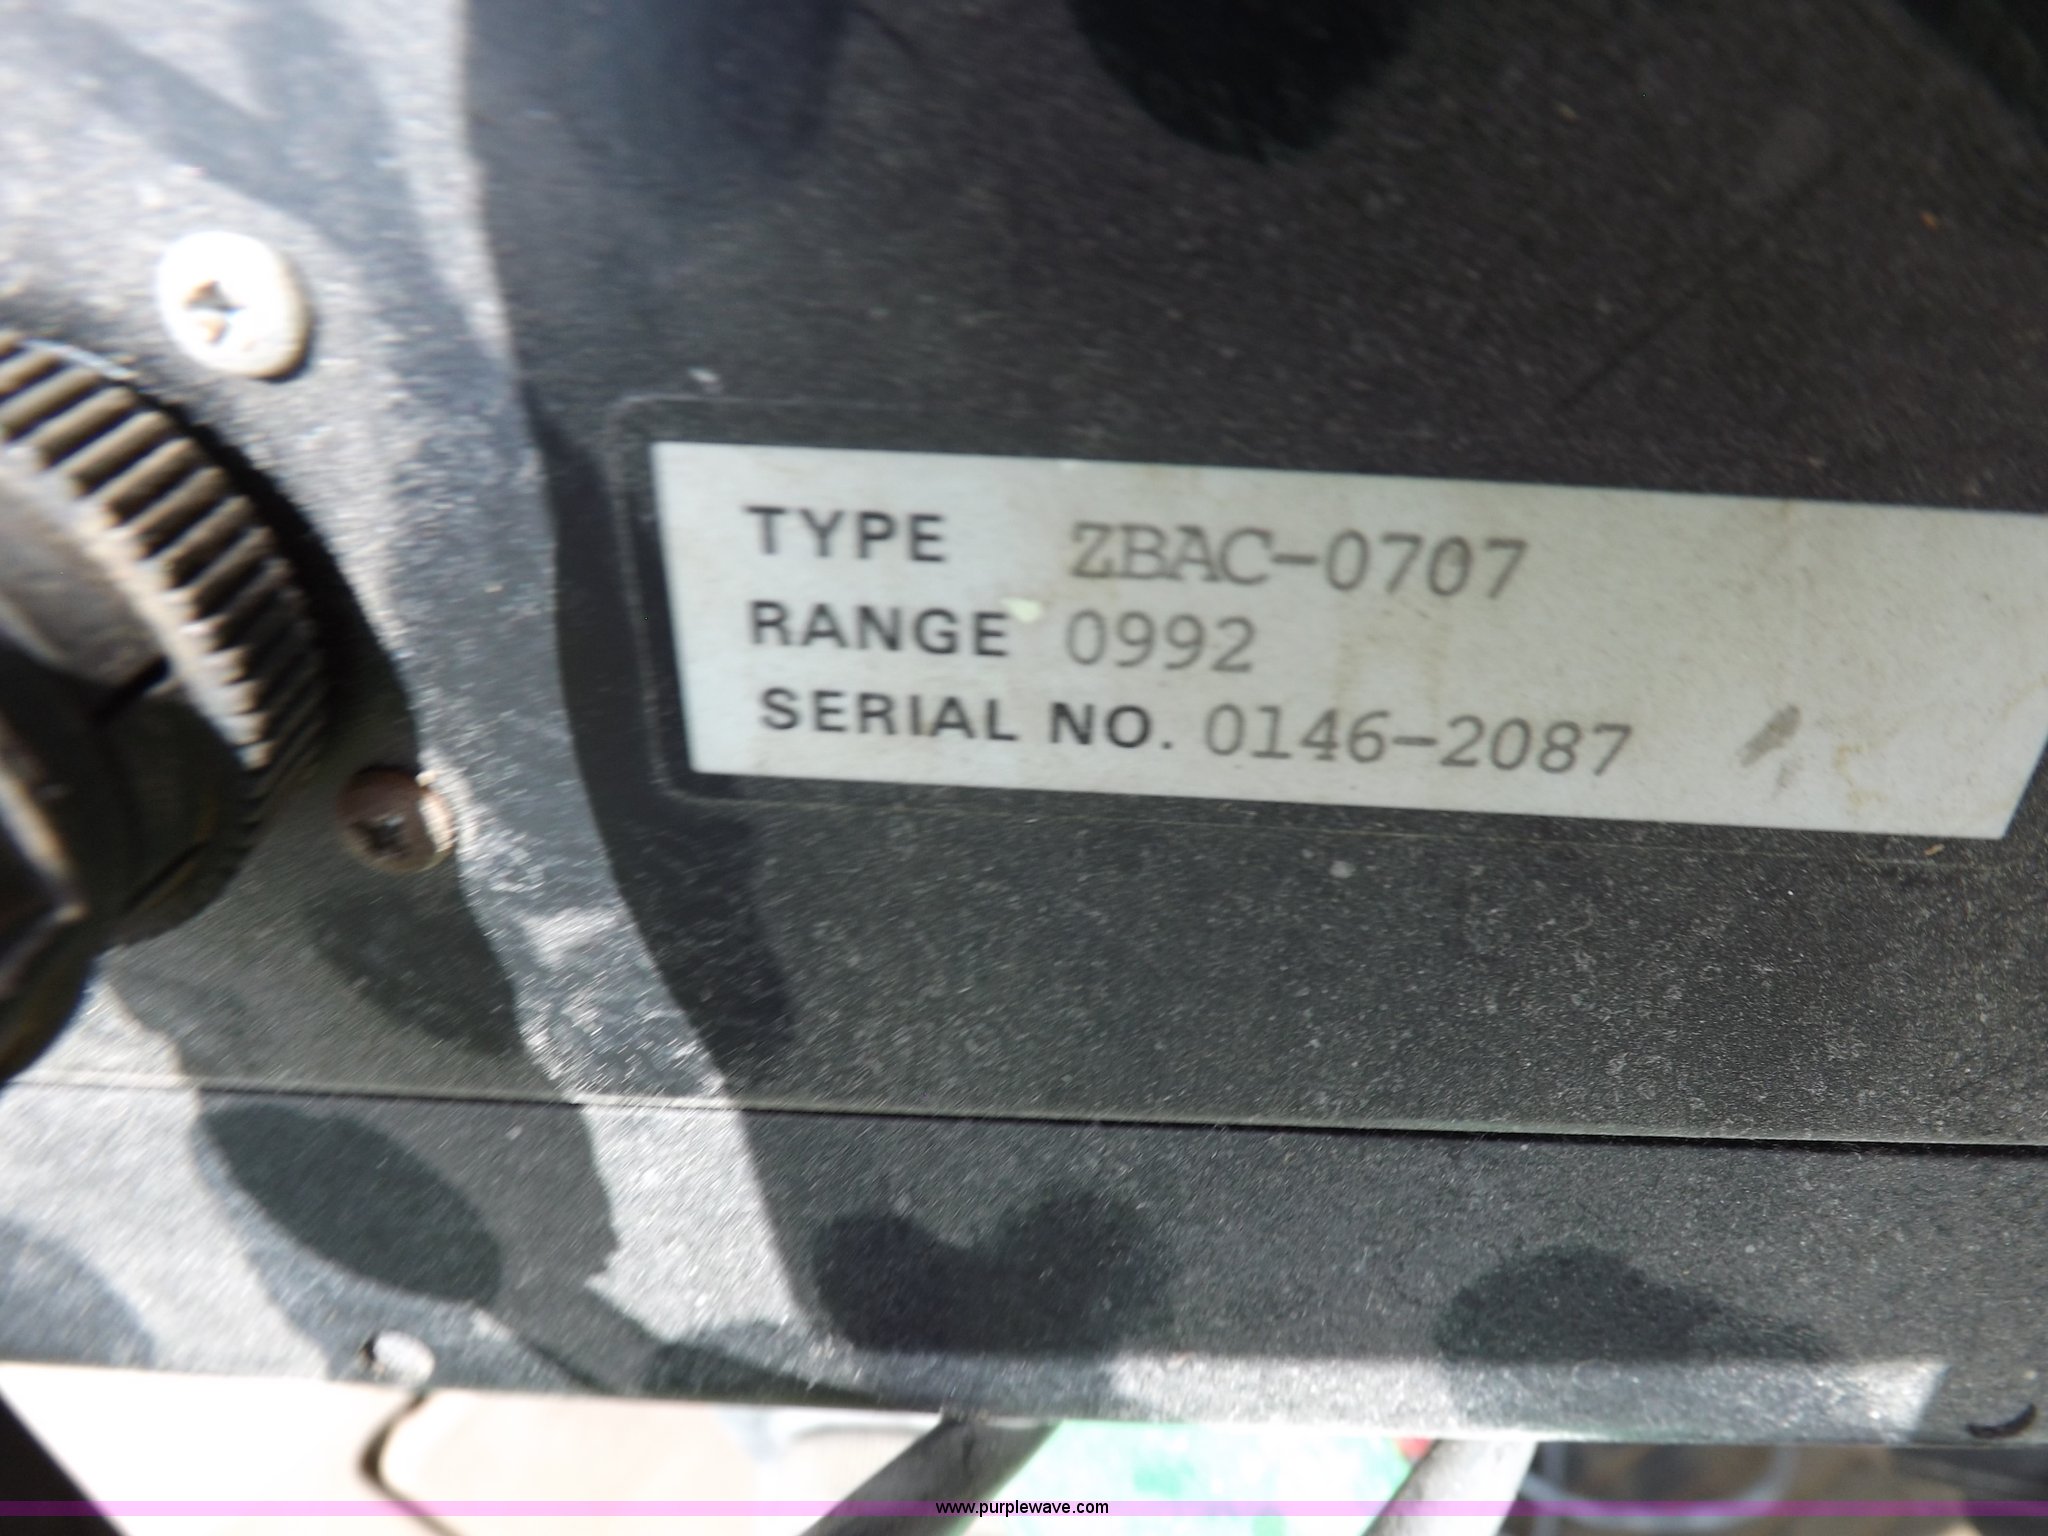 TYPE ZBAC-0707
RANGE 0992
SERIAL NO. 0146-2087
www.purplewave.com